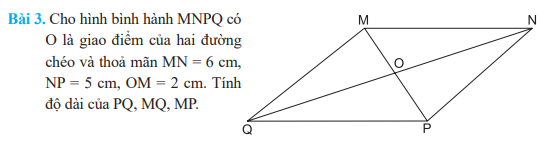 Bài 3. Cho hình bình hành MNPQ có
O là giao điểm của hai đường
chéo và thoả mãn MN = 6 cm,
NP = 5 cm, OM = 2 cm. Tính
độ dài của PQ, MQ, MP.
M
N
O
Q
P